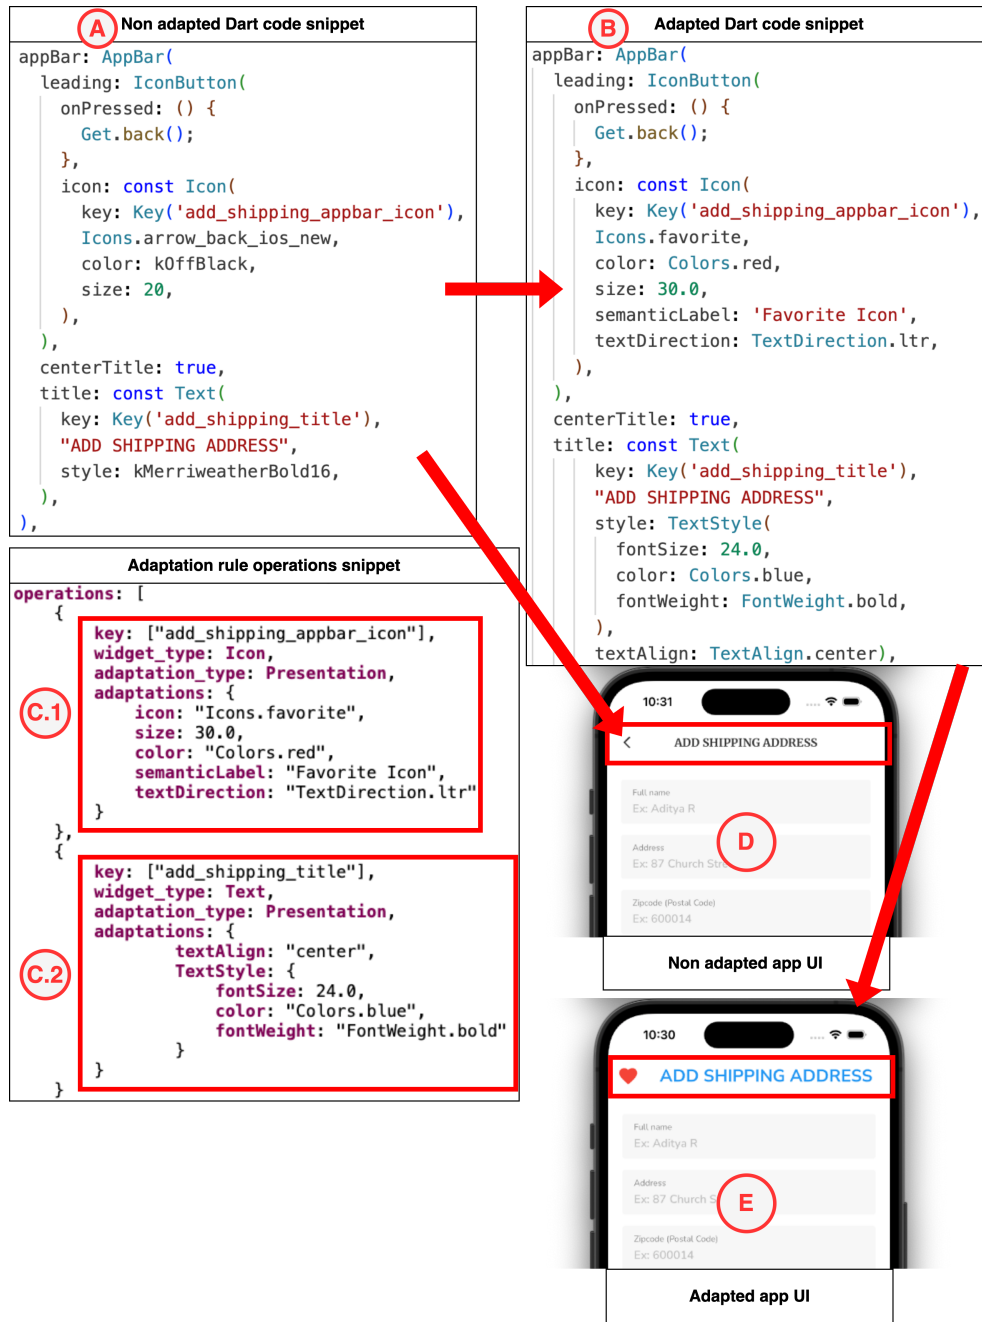 A
Non adapted Dart code snippet
appBar: AppBar(
leading: IconButton(
onPressed: () {
Get.back();
},
icon: const Icon(
key: Key('add_shipping_appbar_icon'),
Icons.arrow_back_ios_new,
color: kOffBlack,
size: 20,
),
),
centerTitle: true,
title: const Text(
key: Key('add_shipping_title'),
"ADD SHIPPING ADDRESS",
style: kMerriweatherBold16,
),
),
B
Adapted Dart code snippet
appBar: AppBar(
leading: IconButton(
onPressed: () {
Get.back();
},
icon: const Icon(
key: Key('add_shipping_appbar_icon'),
Icons.favorite,
color: Colors.red,
size: 30.0,
semanticLabel: 'Favorite Icon',
textDirection: TextDirection.ltr,
),
),
centerTitle: true,
title: const Text(
key: Key('add_shipping_title'),
"ADD SHIPPING ADDRESS",
style: TextStyle(
fontSize: 24.0,
color: Colors.blue,
fontWeight: FontWeight.bold,
),
textAlign: TextAlign.center),
Adaptation rule operations snippet
operations: [
{
C.1
key: ["add_shipping_appbar_icon"],
widget_type: Icon,
adaptation_type: Presentation,
adaptations: {
icon: "Icons.favorite",
size: 30.0,
color: "Colors.red",
semanticLabel: "Favorite Icon",
textDirection: "TextDirection.ltr"
}
},
{
C.2
key: ["add_shipping_title"],
widget_type: Text,
adaptation_type: Presentation,
adaptations: {
textAlign: "center",
TextStyle: {
fontSize: 24.0,
color: "Colors.blue",
fontWeight: "FontWeight.bold"
}
}
}
10:31
ADD SHIPPING ADDRESS
Full name
Ex: Aditya R
D
Address
Ex: 87 Church Str
Zipcode (Postal Code)
Ex: 600014
Non adapted app UI
10:30
ADD SHIPPING ADDRESS
Full name
Ex: Aditya R
E
Address
Ex: 87 Church S
Zipcode (Postal Code)
Ex: 600014
Adapted app UI